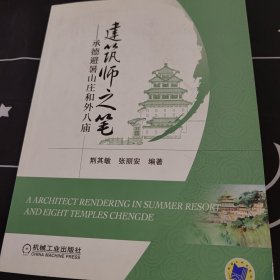 建筑师之笔
——承德避暑山庄和外八庙
荆其敏 张丽安 编著
A ARCHITECT RENDERING IN SUMMER RESORT
AND EIGHT TEMPLES CHENGDE
机械工业出版社
CHINA MACHINE PRESS